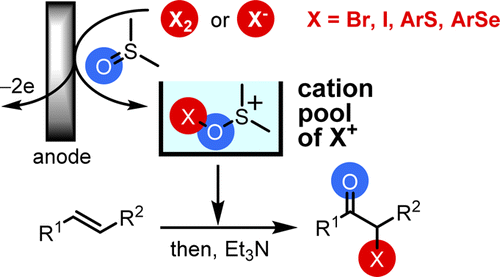 X₂ or X⁻ X = Br, I, ArS, ArSe
O S
–2e
anode
X O S +
cation
pool
of X⁺
R¹ R²
then, Et₃N
O
R¹ R²
X